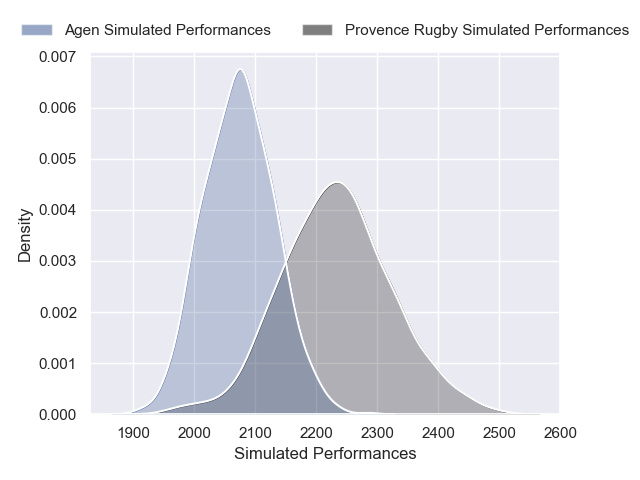 Agen Simulated Performances Provence Rugby Simulated Performances
0.007
0.006
0.005
0.004
0.003
0.002
0.001
0.000
Density
1900 2000 2100 2200 2300 2400 2500 2600
Simulated Performances